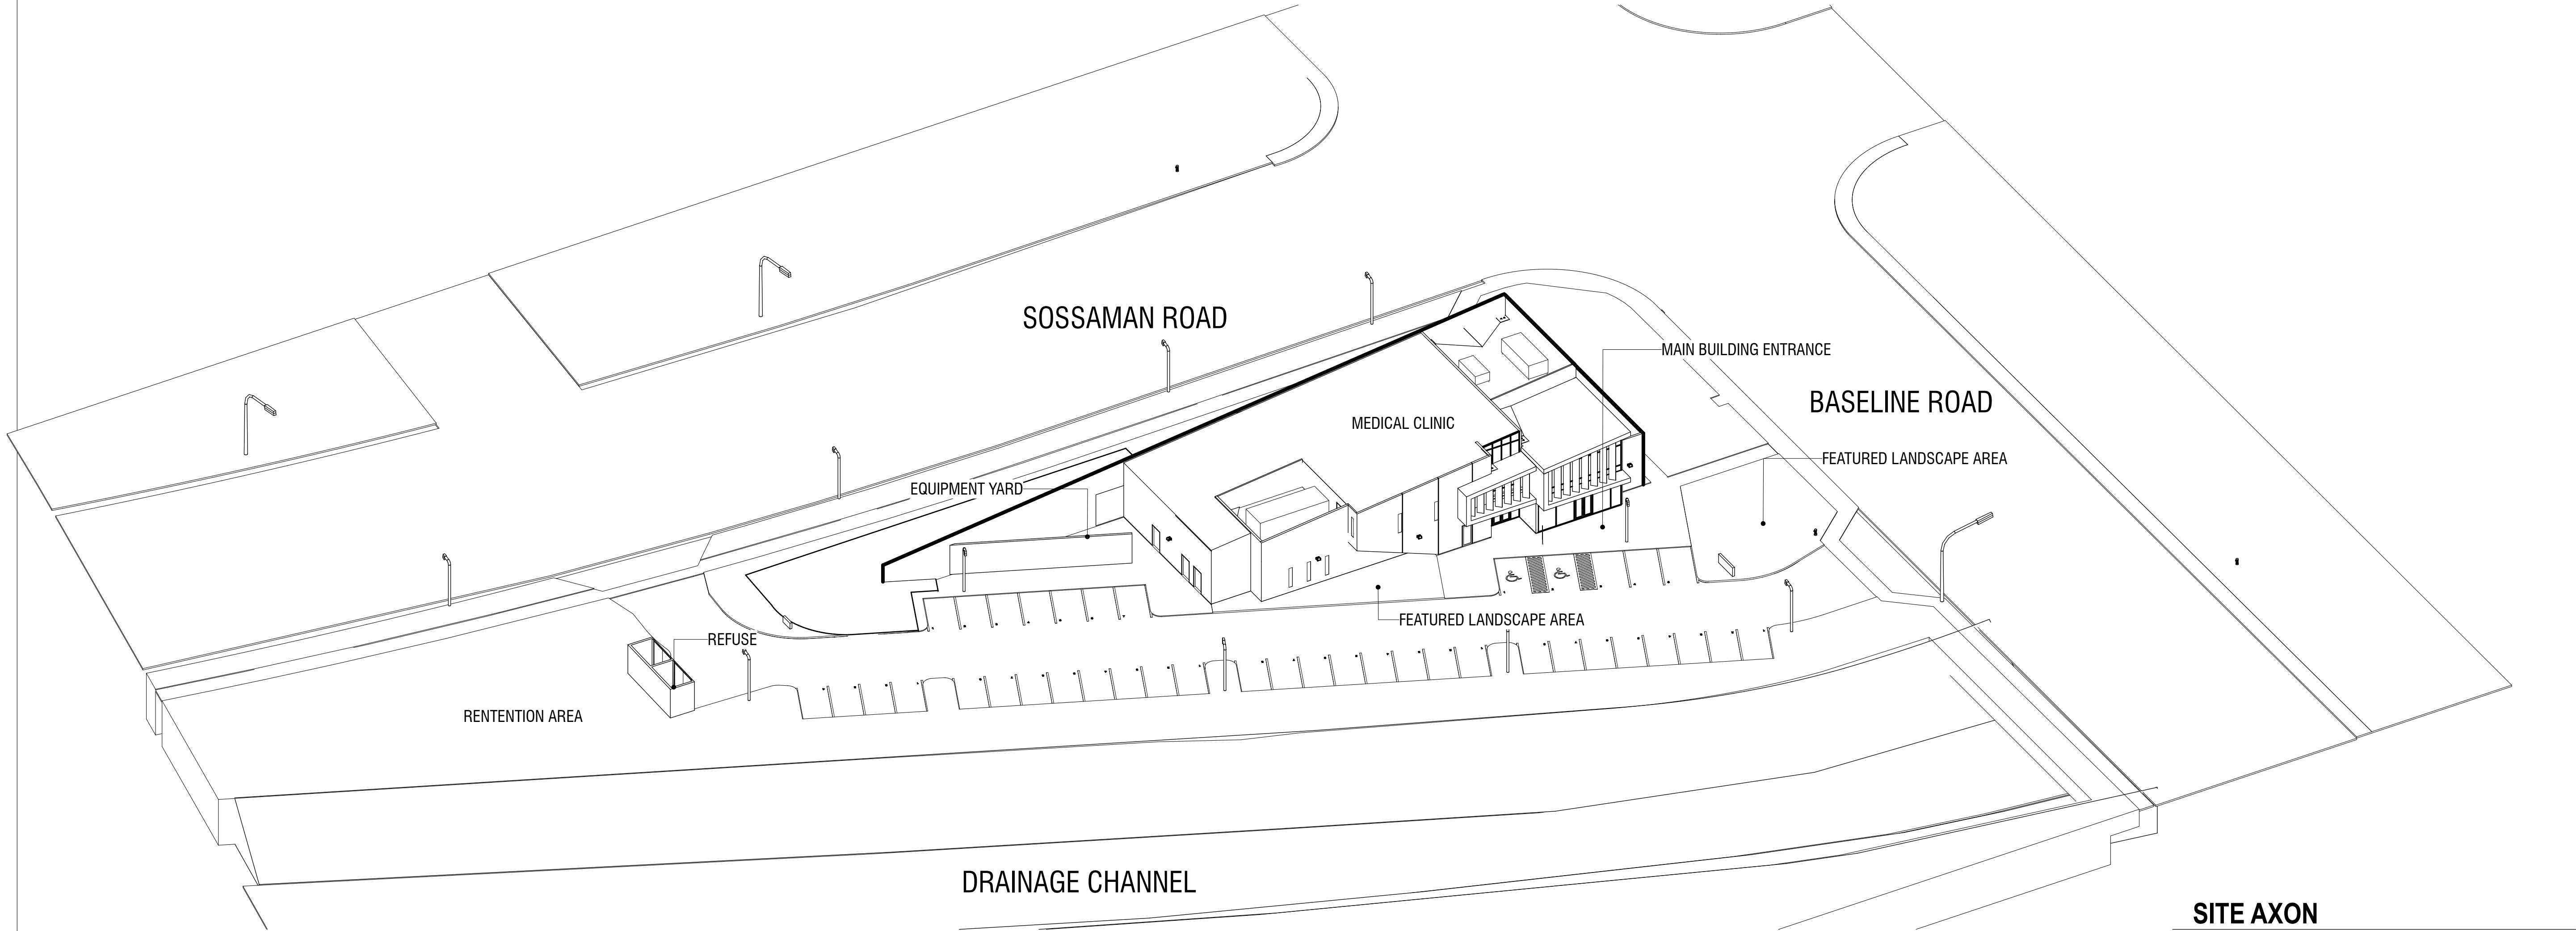 SOSSAMAN ROAD
MAIN BUILDING ENTRANCE
BASELINE ROAD
MEDICAL CLINIC
FEATURED LANDSCAPE AREA
EQUIPMENT YARD
FEATURED LANDSCAPE AREA
REFUSE
RENTENTION AREA
DRAINAGE CHANNEL
SITE AXON